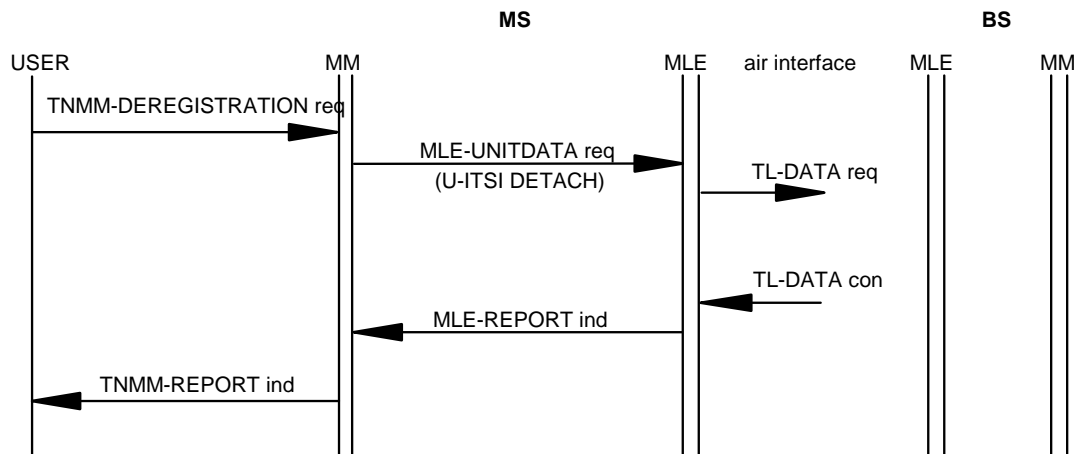 MS BS
USER MM MLE air interface MLE MM
TNMM-DEREGISTRATION req
MLE-UNITDATA req
(U-ITSI DETACH)
TL-DATA req
TL-DATA con
MLE-REPORT ind
TNMM-REPORT ind